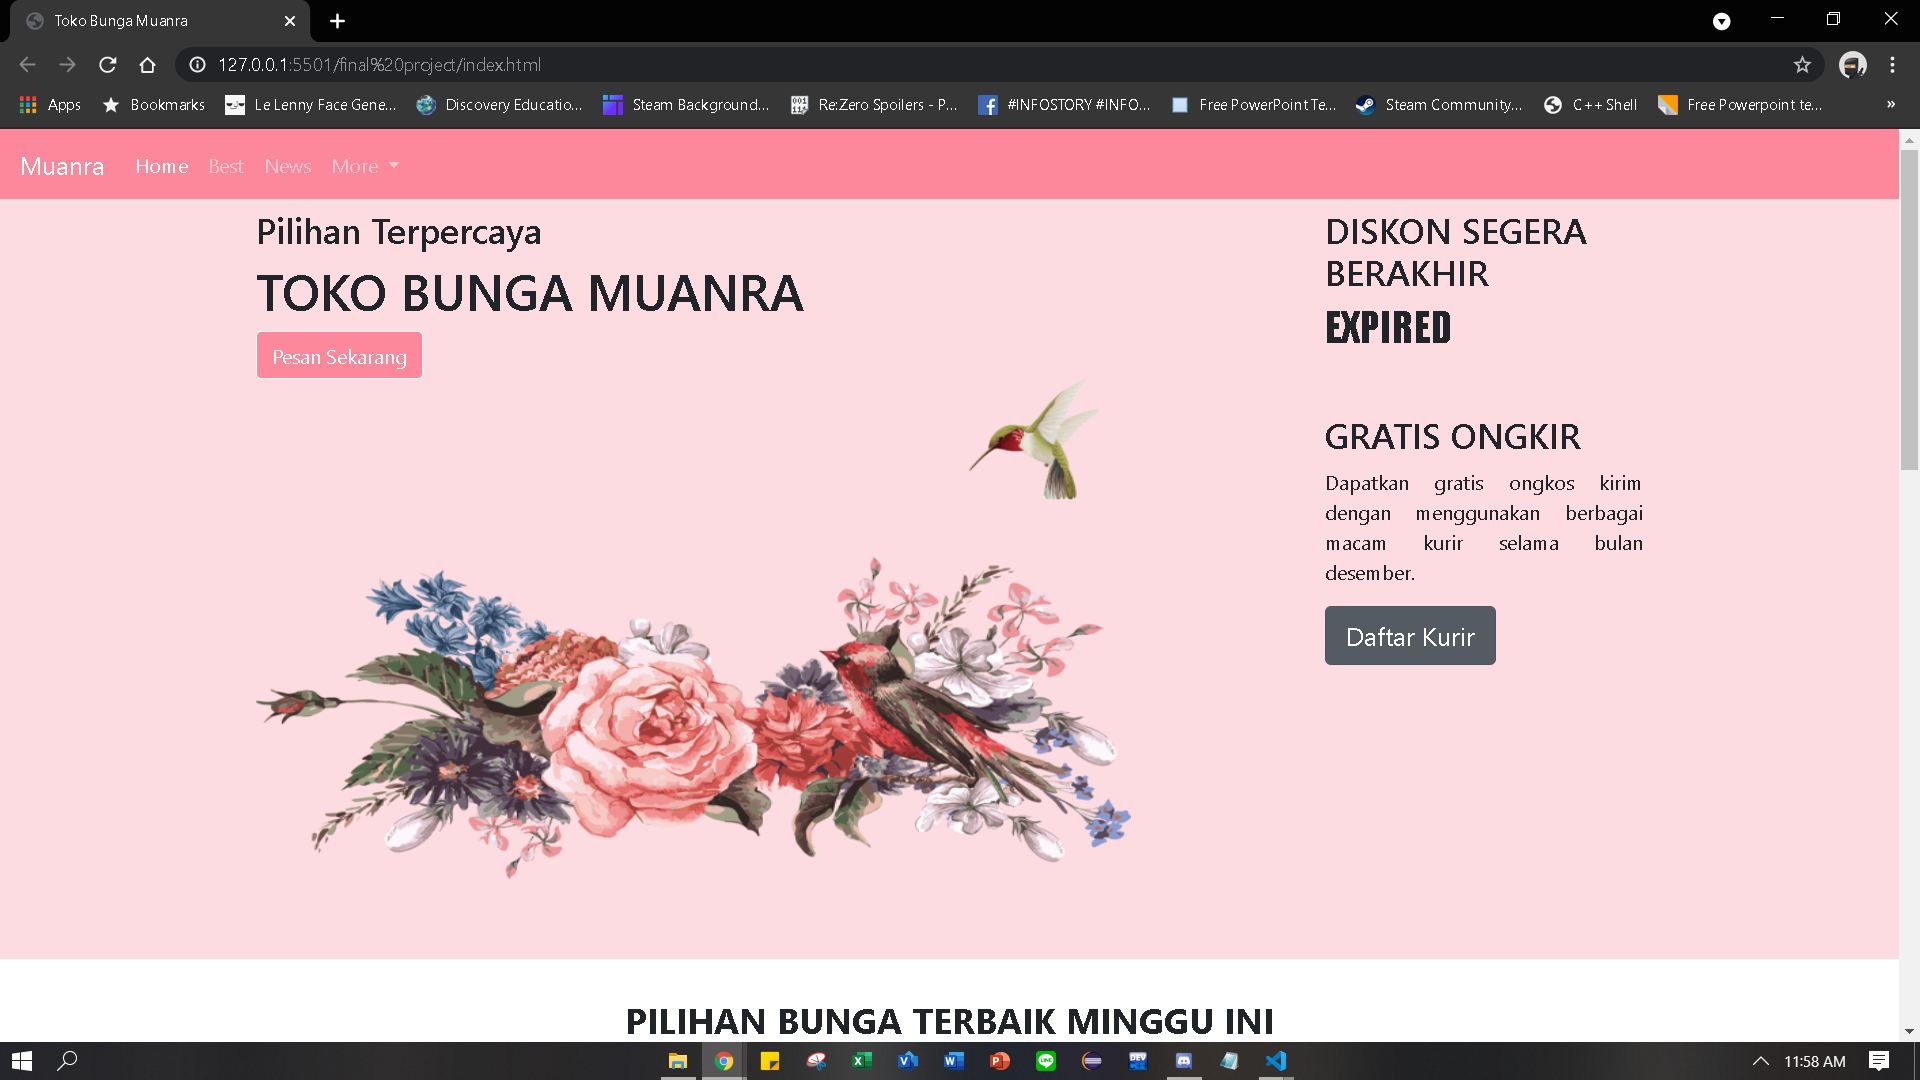 Toko Bunga Muanra
127.0.0.1:5501/final%20project/index.html
Apps
Bookmarks
Le Lenny Face Gene...
Discovery Educatio...
Steam Background...
Re:Zero Spoilers - P...
#INFOSTORY #INFO...
Free PowerPoint Te...
Steam Community...
C++ Shell
Free Powerpoint te...
»
Muanra
Home
Best
News
More
Pilihan Terpercaya
TOKO BUNGA MUANRA
Pesan Sekarang
DISKON SEGERA
BERAKHIR
EXPIRED
GRATIS ONGKIR
Dapatkan gratis ongkos kirim
dengan menggunakan berbagai
macam kurir selama bulan
desember.
Daftar Kurir
PILIHAN BUNGA TERBAIK MINGGU INI
11:58 AM